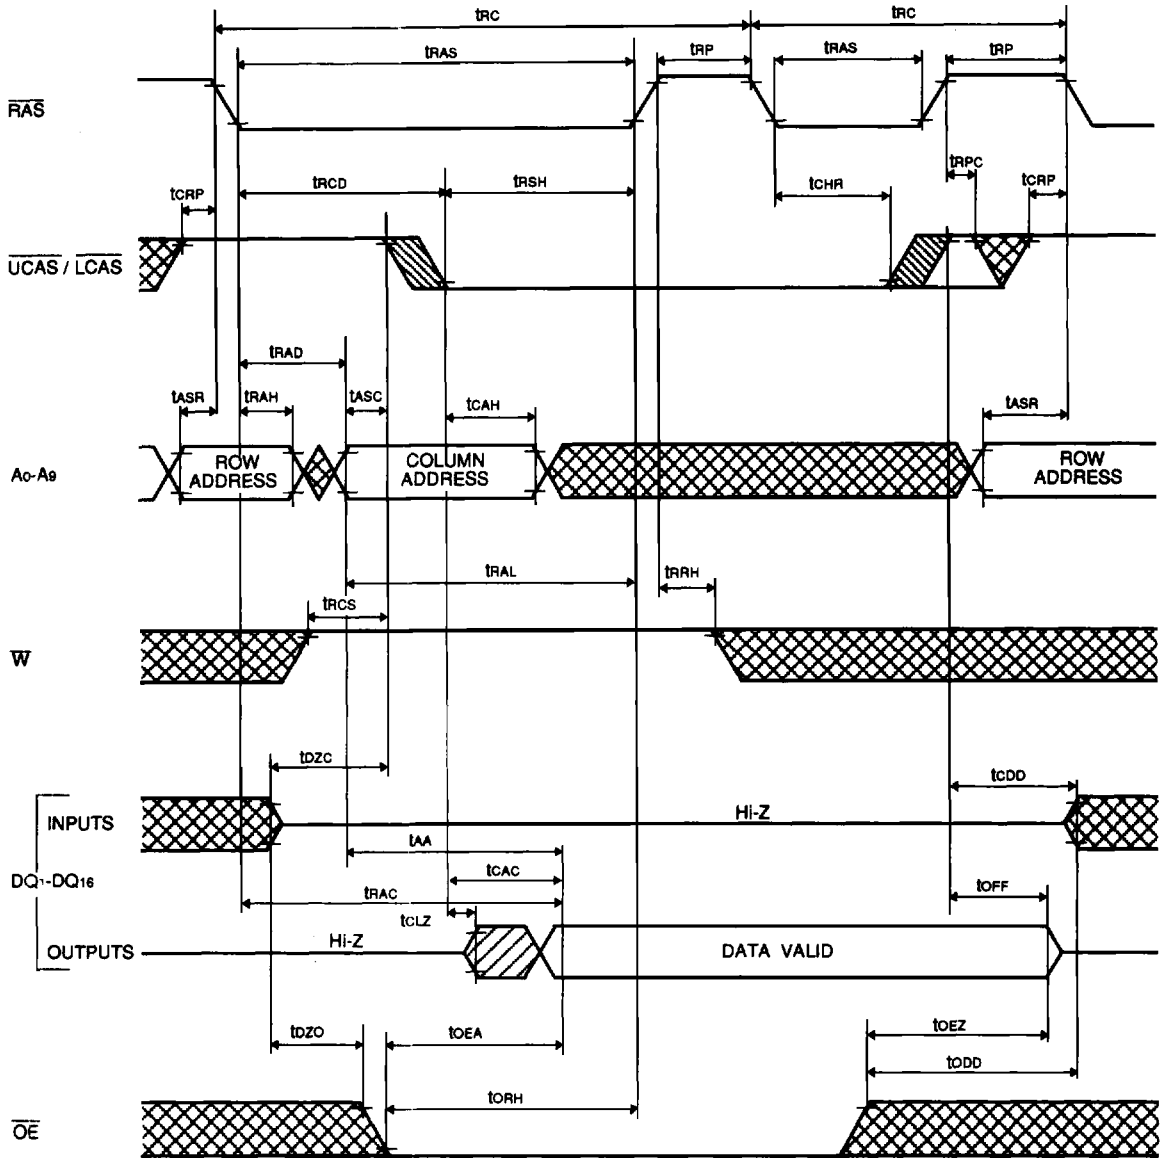 tRC tRC
tRAS tRP tRAS tRP
RAS
tCRP tRCD tRSH tCHR tRPC tCRP
UCAS / LCAS
tRAD
tASR tRAH tASC tCAH tASR
A0-A9 ROW ADDRESS COLUMN ADDRESS ROW ADDRESS
tRAL tRRH
tRCS
W
tDZC tCDD
INPUTS Hi-Z
tAA
tCAC
DQ1-DQ16
tRAC tOFF
tCLZ
OUTPUTS Hi-Z DATA VALID
tDZO tOEA tOEZ
tODD
tORH
OE